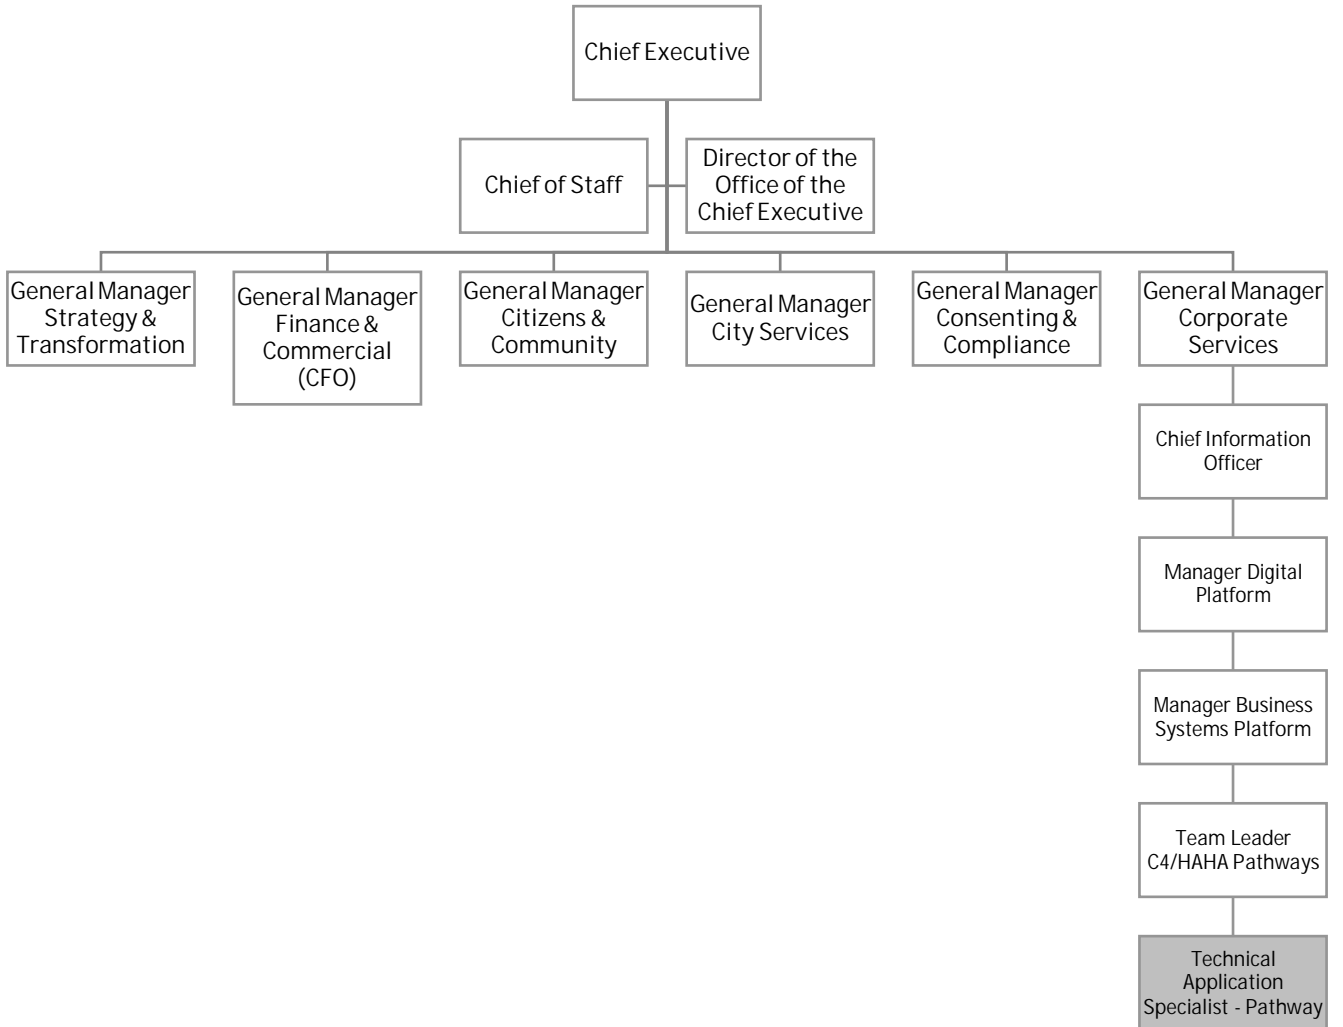 Chief Executive
Chief of Staff
Director of the
Office of the
Chief Executive
General Manager
Strategy &
Transformation
General Manager
Finance &
Commercial
(CFO)
General Manager
Citizens &
Community
General Manager
City Services
General Manager
Consenting &
Compliance
General Manager
Corporate
Services
Chief Information
Officer
Manager Digital
Platform
Manager Business
Systems Platform
Team Leader
C4/HAHA Pathways
Technical
Application
Specialist - Pathway